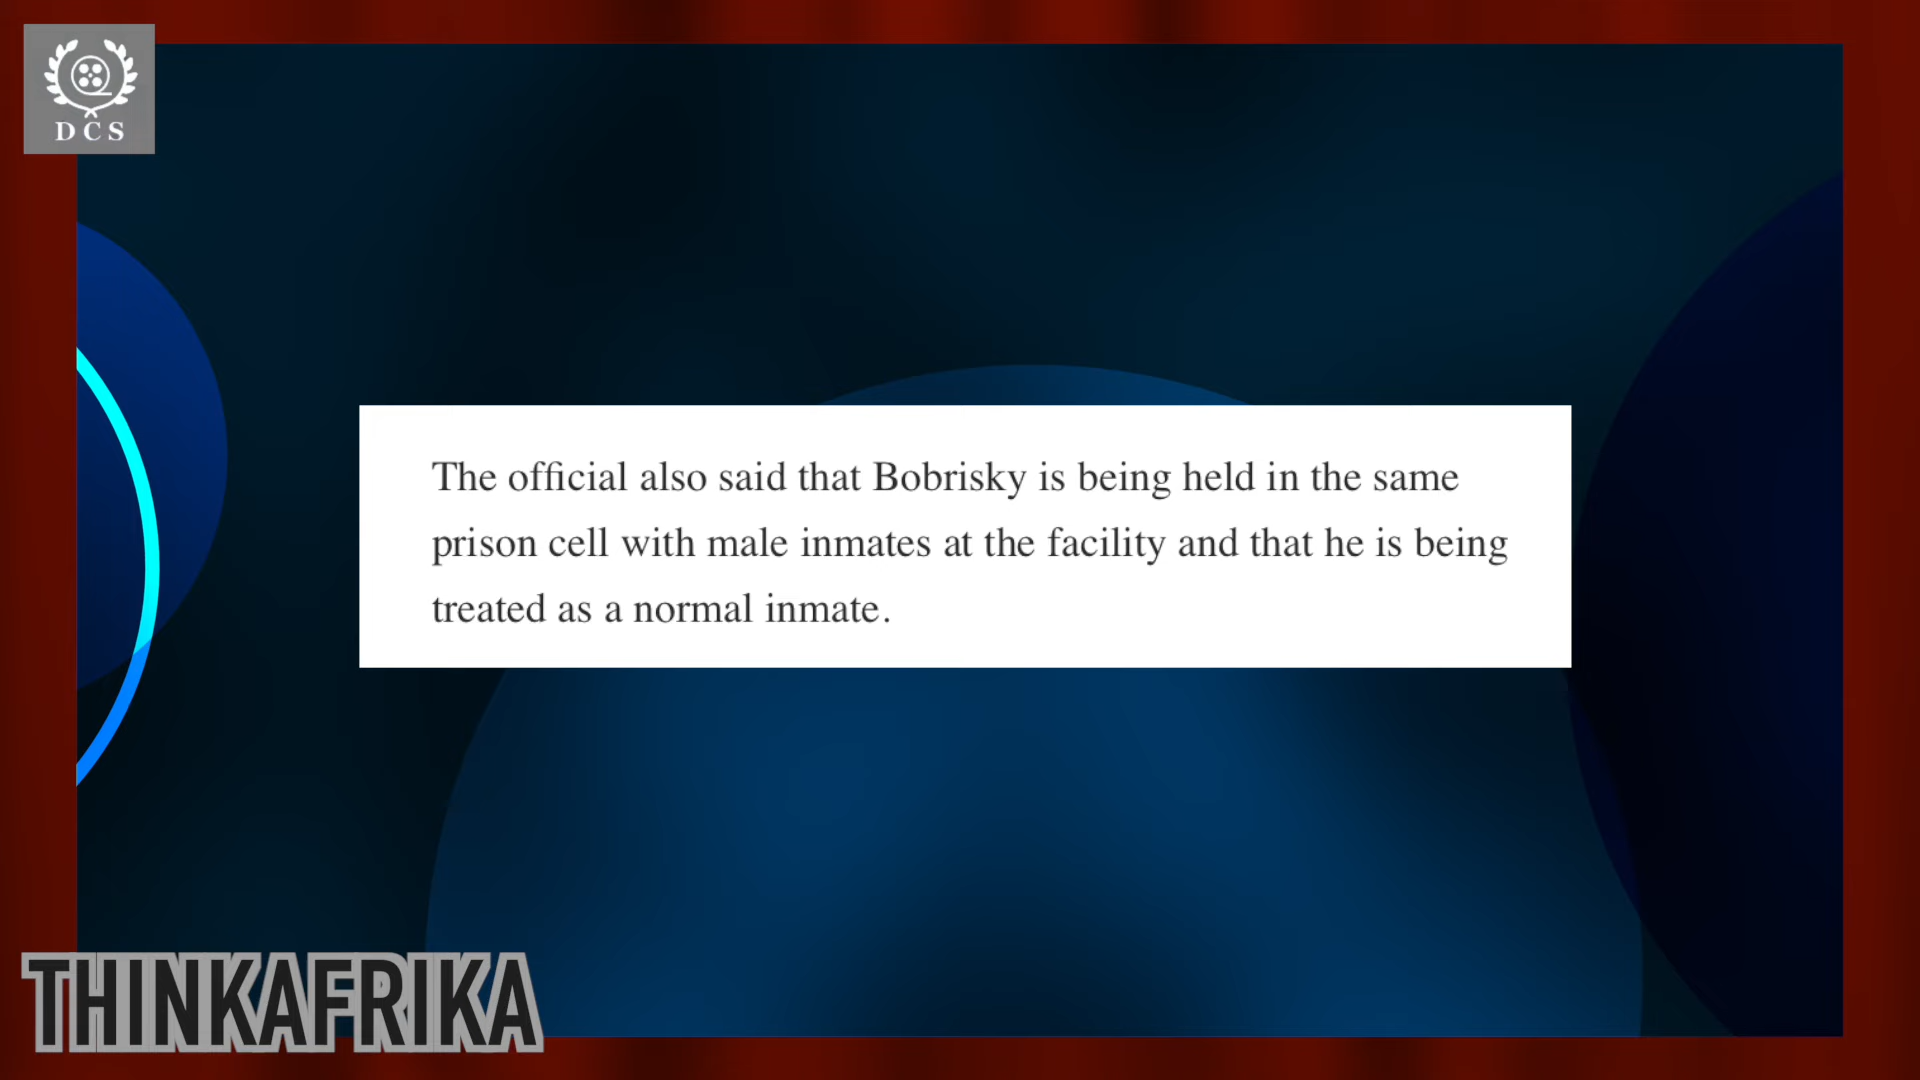 DCS
The official also said that Bobrisky is being held in the same
prison cell with male inmates at the facility and that he is being
treated as a normal inmate.
THINKAFRIKA